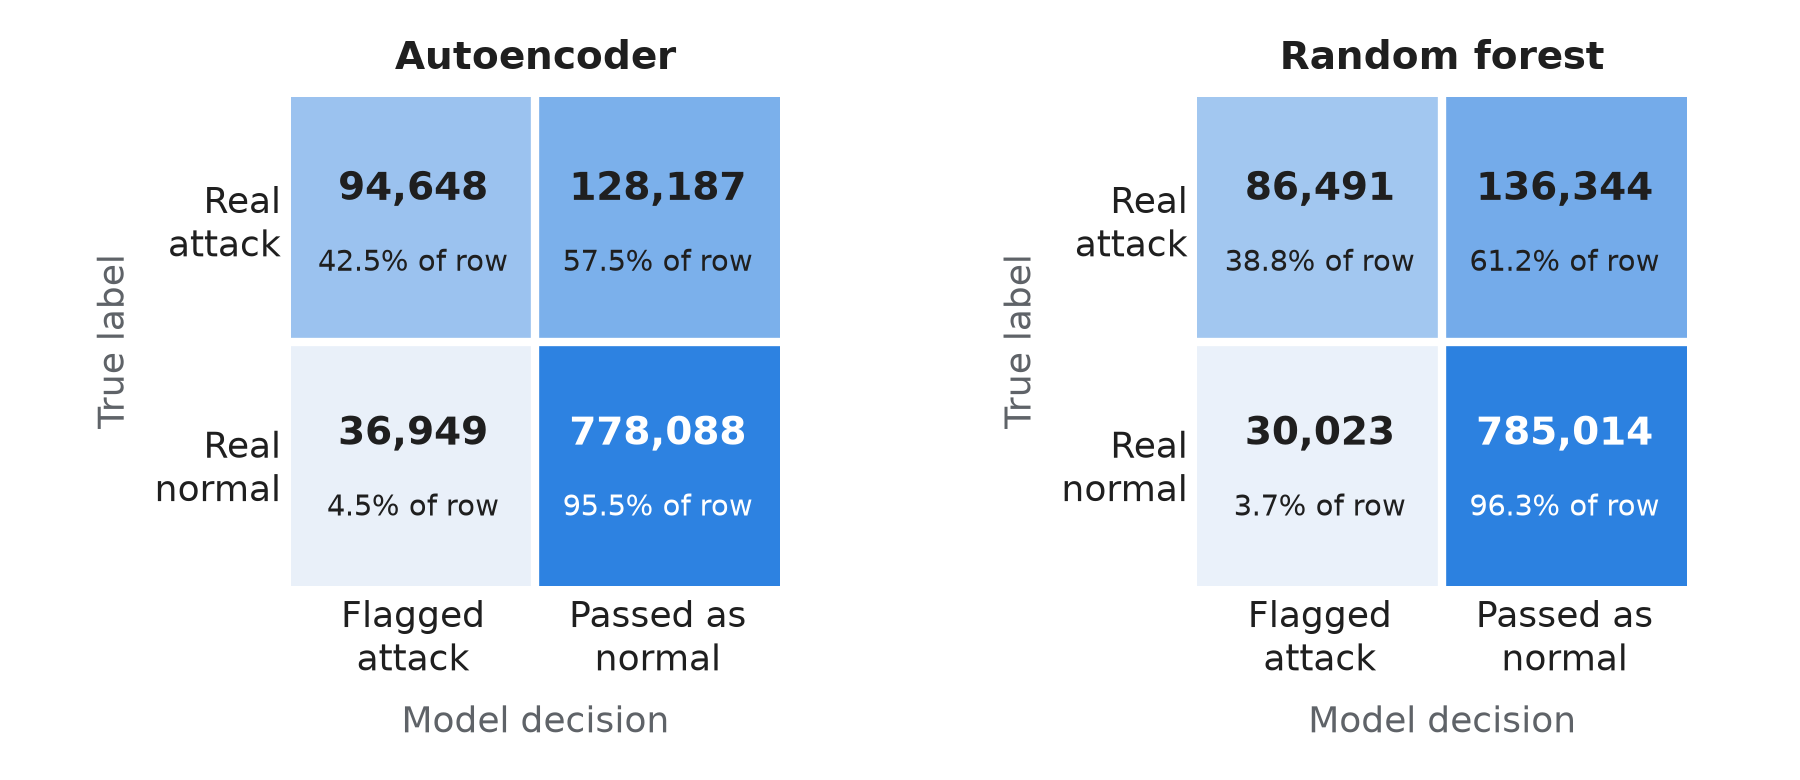 Autoencoder
True label
Real
attack
94,648
128,187
42.5% of row
57.5% of row
Real
normal
36,949
778,088
4.5% of row
95.5% of row
Flagged
attack
Passed as
normal
Model decision
Random forest
True label
Real
attack
86,491
136,344
38.8% of row
61.2% of row
Real
normal
30,023
785,014
3.7% of row
96.3% of row
Flagged
attack
Passed as
normal
Model decision